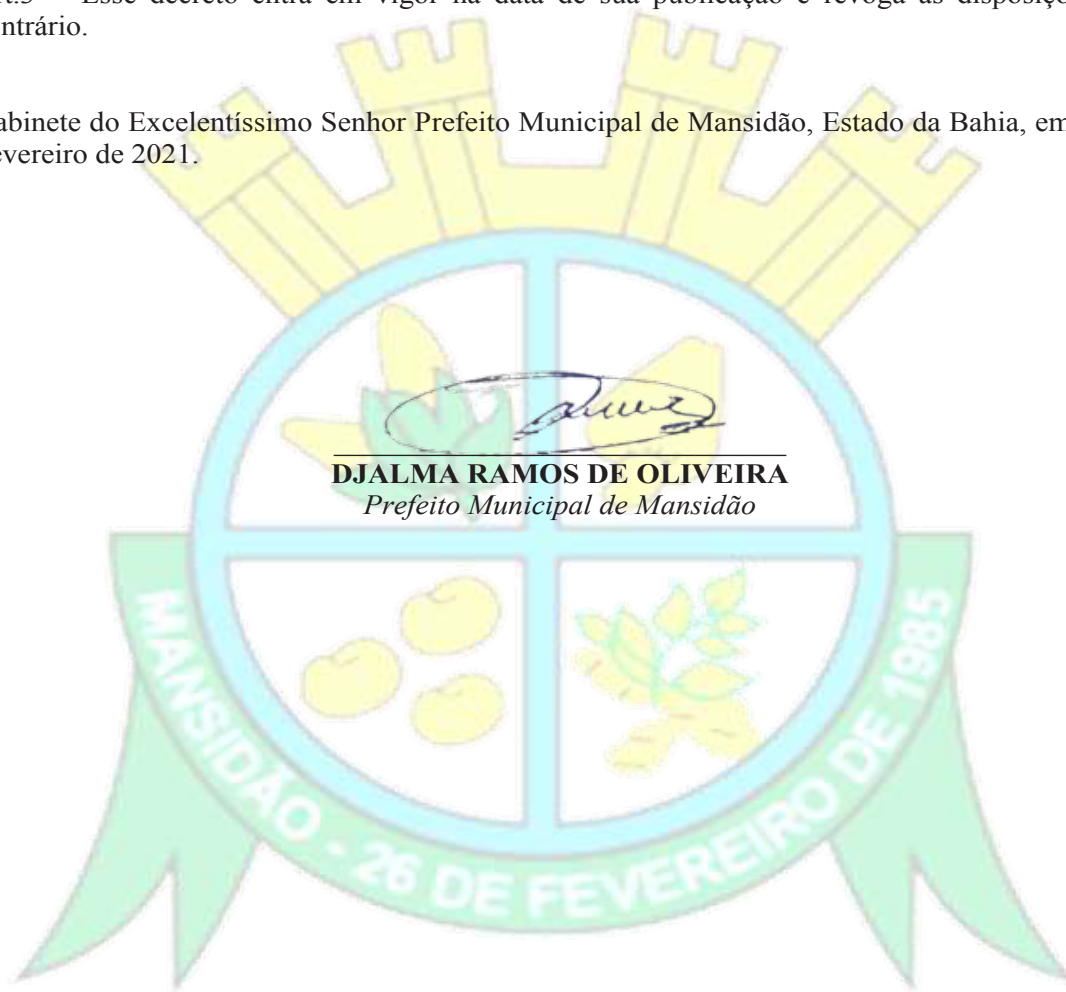 Esse decreto entra em vigor na data de sua publicação e revoga as
ntrário.
abinete do Excelentíssimo Senhor Prefeito Municipal de Mansidão, Estado da Bahia, em
evereiro de 2021.
DJALMA RAMOS DE OLIVEIRA
Prefeito Municipal de Mansidão
MANSIDÃO - 26 DE FEVEREIRO DE 1985